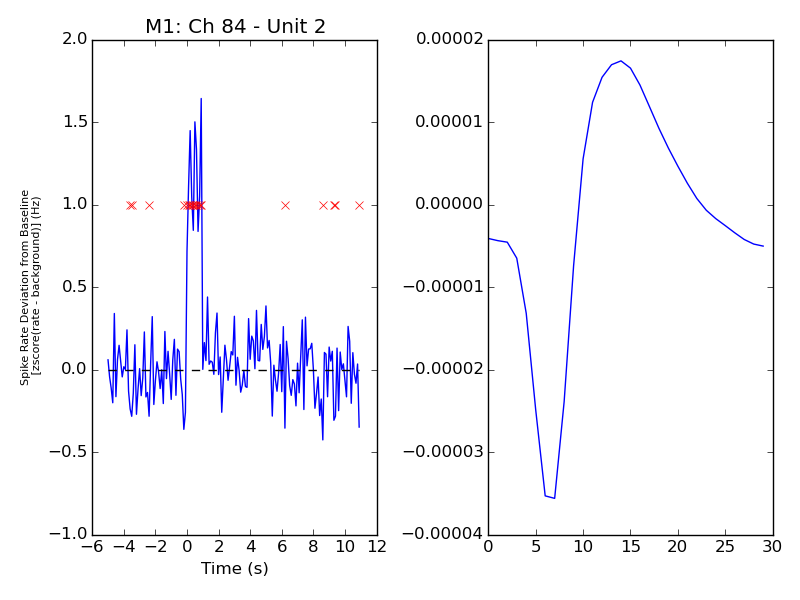 M1: Ch 84 - Unit 2
2.0
1.5
1.0
0.5
0.0
−0.5
−1.0
Spike Rate Deviation from Baseline
[zscore(rate - background)] (Hz)
−6 −4 −2 0 2 4 6 8 10 12
Time (s)
0.00002
0.00001
0.00000
−0.00001
−0.00002
−0.00003
−0.00004
0 5 10 15 20 25 30